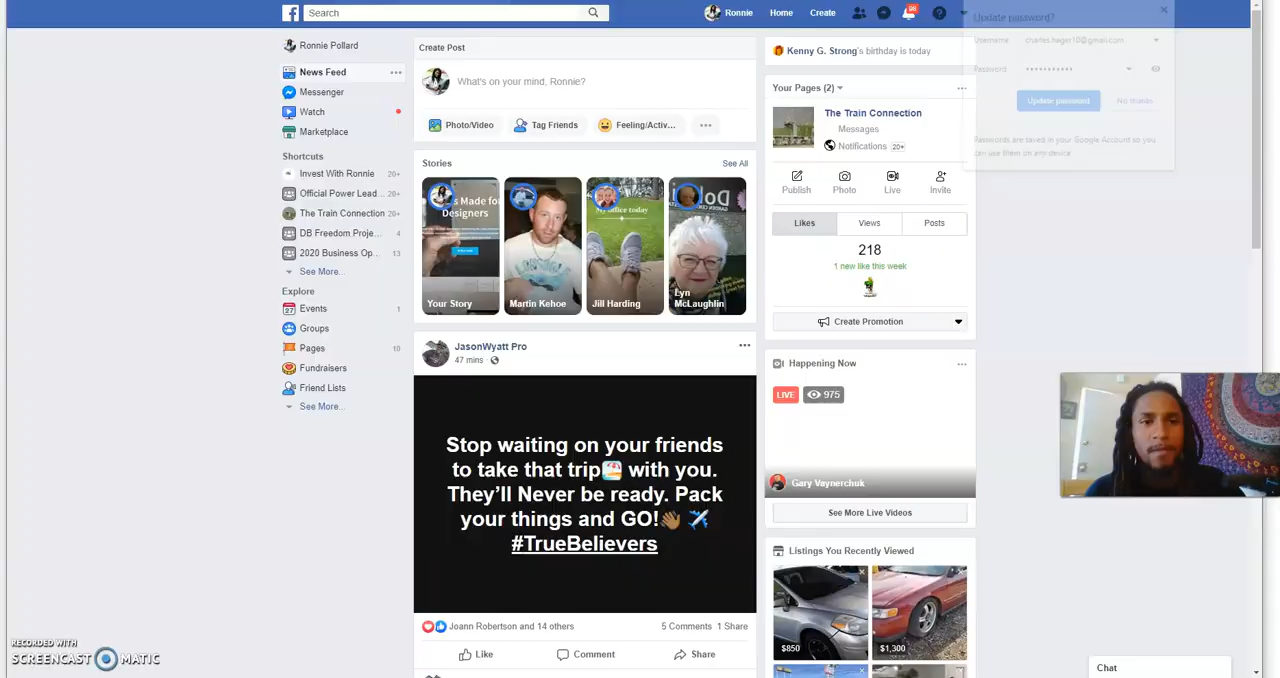 Search
Ronnie
Home
Create
98
Update password?
Username
charles.hager10@gmail.com
Password
Update password
No thanks
Passwords are saved in your Google Account so you
can use them on any device
Ronnie Pollard
News Feed
Messenger
Watch
Marketplace
Shortcuts
Invest With Ronnie 20+
Official Power Lead... 20+
The Train Connection 20+
DB Freedom Proje... 4
2020 Business Op... 13
See More...
Explore
Events 1
Groups
Pages 10
Fundraisers
Friend Lists
See More...
Create Post
What's on your mind, Ronnie?
Photo/Video
Tag Friends
Feeling/Activ...
Stories
See All
s Made for
Designers
Your Story
Martin Kehoe
My office today
Jill Harding
Lyn
McLaughlin
JasonWyatt Pro
47 mins
Stop waiting on your friends
to take that trip🏖 with you.
They'll Never be ready. Pack
your things and GO!👋🏾 ✈️
#TrueBelievers
Joann Robertson and 14 others
5 Comments 1 Share
Like
Comment
Share
Kenny G. Strong's birthday is today
Your Pages (2)
The Train Connection
Messages
Notifications 20+
Publish
Photo
Live
Invite
Likes
Views
Posts
218
1 new like this week
Create Promotion
Happening Now
LIVE
975
Gary Vaynerchuk
See More Live Videos
Listings You Recently Viewed
$850
$1,300
Chat
RECORDED WITH
SCREENCAST MATIC